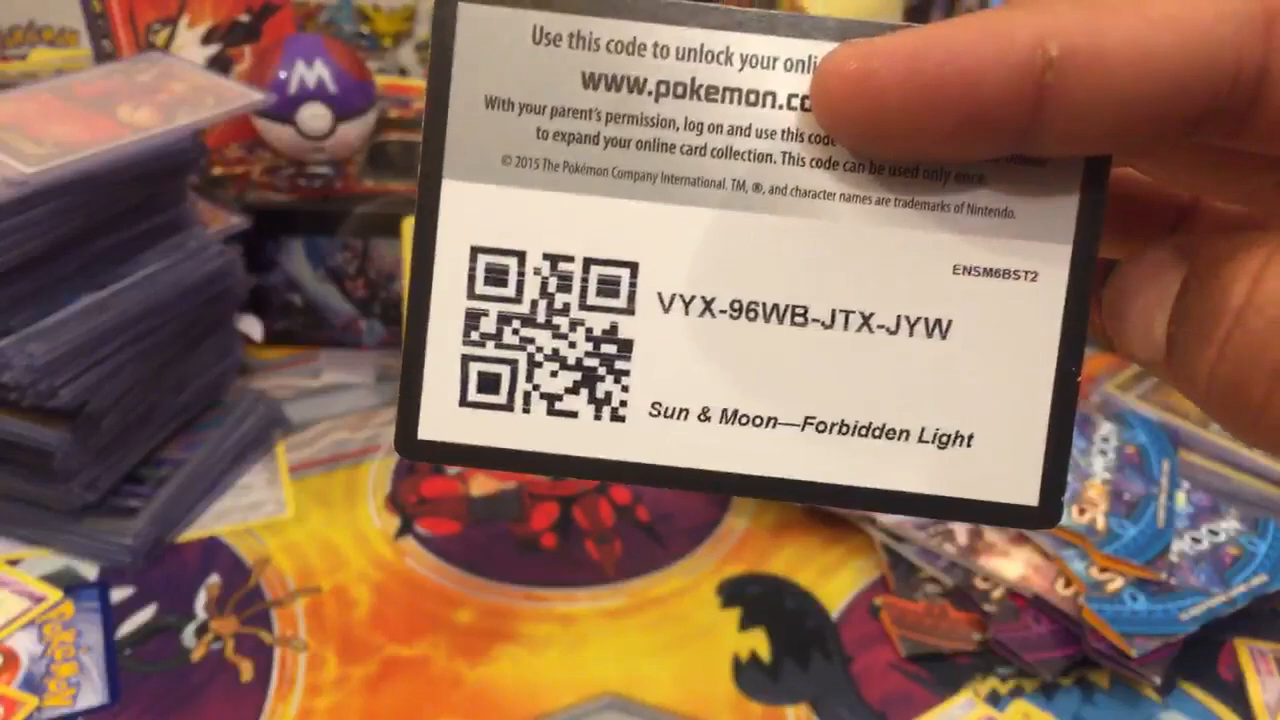 Use this code to unlock your
www.pokemon.
With your parent's permission, log on and use this code
to expand your online card collection. This code can be used only once.
© 2015 The Pokémon Company International. TM, ®, and character names are trademarks of Nintendo.
ENSM6BST2
VYX-96WB-JTX-JYW
Sun & Moon—Forbidden Light
MOON
MOON